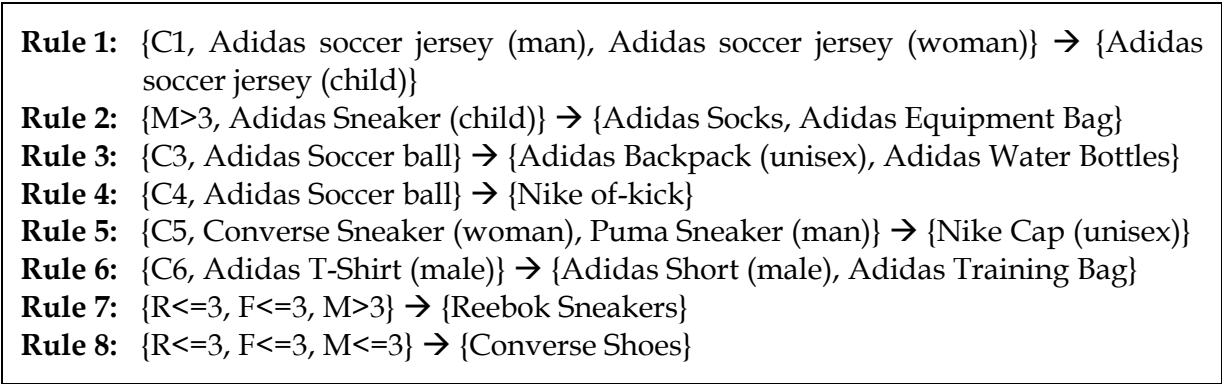 Rule 1: {C1, Adidas soccer jersey (man), Adidas soccer jersey (woman)} → {Adidas
soccer jersey (child)}
Rule 2: {M>3, Adidas Sneaker (child)} → {Adidas Socks, Adidas Equipment Bag}
Rule 3: {C3, Adidas Soccer ball} → {Adidas Backpack (unisex), Adidas Water Bottles}
Rule 4: {C4, Adidas Soccer ball} → {Nike of-kick}
Rule 5: {C5, Converse Sneaker (woman), Puma Sneaker (man)} → {Nike Cap (unisex)}
Rule 6: {C6, Adidas T-Shirt (male)} → {Adidas Short (male), Adidas Training Bag}
Rule 7: {R<=3, F<=3, M>3} → {Reebok Sneakers}
Rule 8: {R<=3, F<=3, M<=3} → {Converse Shoes}